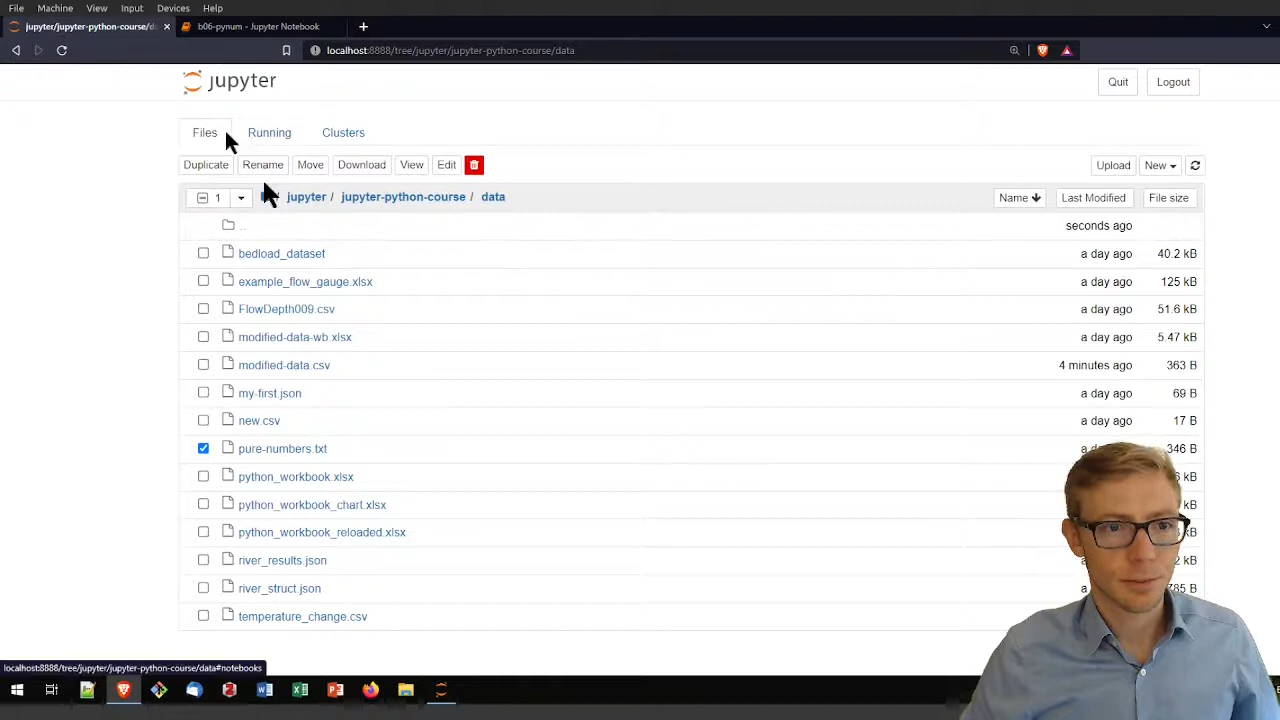 File Machine View Input Devices Help
jupyter/jupyter-python-course/d
b06-pynum - Jupyter Notebook
localhost:8888/tree/jupyter/jupyter-python-course/data
jupyter
Quit
Logout
Files
Running
Clusters
Duplicate
Rename
Move
Download
View
Edit
Upload
New
1
jupyter / jupyter-python-course / data
Name
Last Modified
File size
.. seconds ago
bedload_dataset a day ago 40.2 kB
example_flow_gauge.xlsx a day ago 125 kB
FlowDepth009.csv a day ago 51.6 kB
modified-data-wb.xlsx a day ago 5.47 kB
modified-data.csv 4 minutes ago 363 B
my-first.json a day ago 69 B
new.csv a day ago 17 B
pure-numbers.txt 346 B
python_workbook.xlsx kB
python_workbook_chart.xlsx kB
python_workbook_reloaded.xlsx kB
river_results.json kB
river_struct.json 785 B
temperature_change.csv
localhost:8888/tree/jupyter/jupyter-python-course/data#notebooks